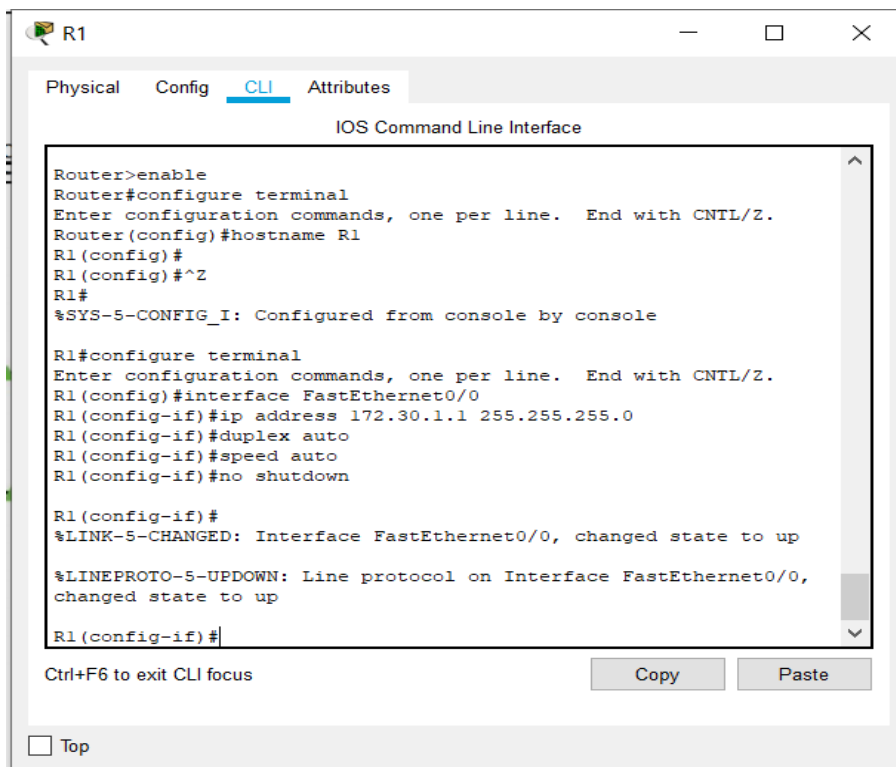 R1
Physical Config CLI Attributes
IOS Command Line Interface
Router>enable
Router#configure terminal
Enter configuration commands, one per line.  End with CNTL/Z.
Router(config)#hostname R1
R1(config)#
R1(config)#^Z
R1#
%SYS-5-CONFIG_I: Configured from console by console
R1#configure terminal
Enter configuration commands, one per line.  End with CNTL/Z.
R1(config)#interface FastEthernet0/0
R1(config-if)#ip address 172.30.1.1 255.255.255.0
R1(config-if)#duplex auto
R1(config-if)#speed auto
R1(config-if)#no shutdown
R1(config-if)#
%LINK-5-CHANGED: Interface FastEthernet0/0, changed state to up
%LINEPROTO-5-UPDOWN: Line protocol on Interface FastEthernet0/0,
changed state to up
R1(config-if)#
Ctrl+F6 to exit CLI focus Copy Paste
Top